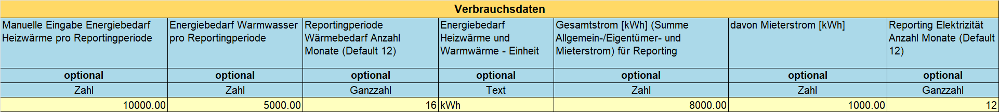 Verbrauchsdaten
Manuelle Eingabe Energiebedarf
Heizwärme pro Reportingperiode
Energiebedarf Warmwasser
pro Reportingperiode
Reportingperiode
Wärmebedarf Anzahl
Monate (Default 12)
Energiebedarf
Heizwärme und
Warmwärme - Einheit
Gesamtstrom [kWh] (Summe
Allgemein-/Eigentümer- und
Mieterstrom) für Reporting
davon Mieterstrom [kWh]
Reporting Elektrizität
Anzahl Monate (Default
12)
optional optional optional optional optional optional optional
Zahl Zahl Ganzzahl Text Zahl Zahl Ganzzahl
10000.00 5000.00 16 kWh 8000.00 1000.00 12